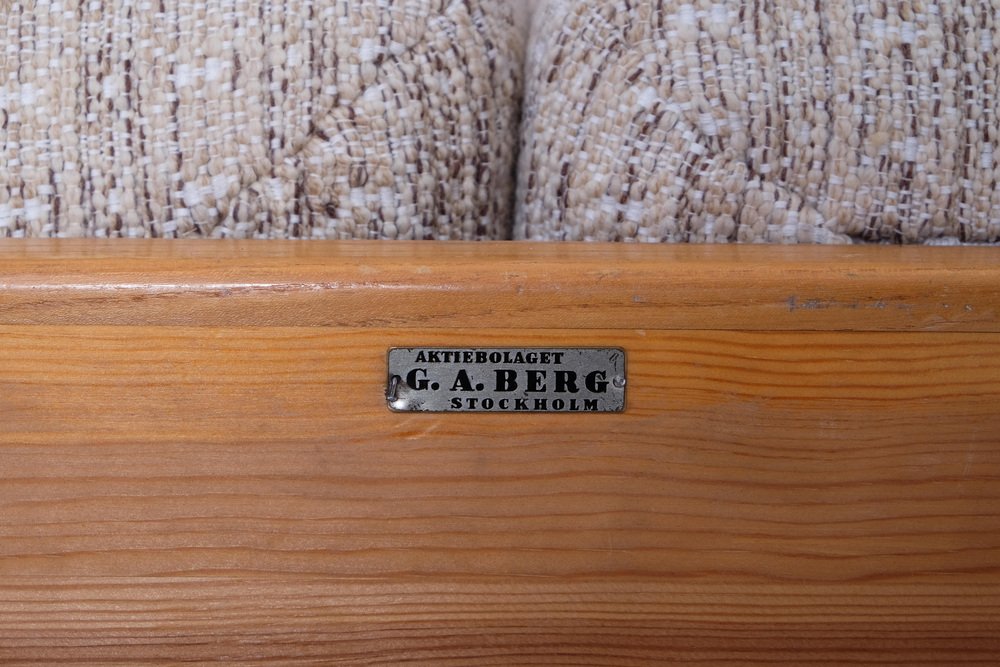 AKTIEBOLAGET
G. A. BERG
STOCKHOLM